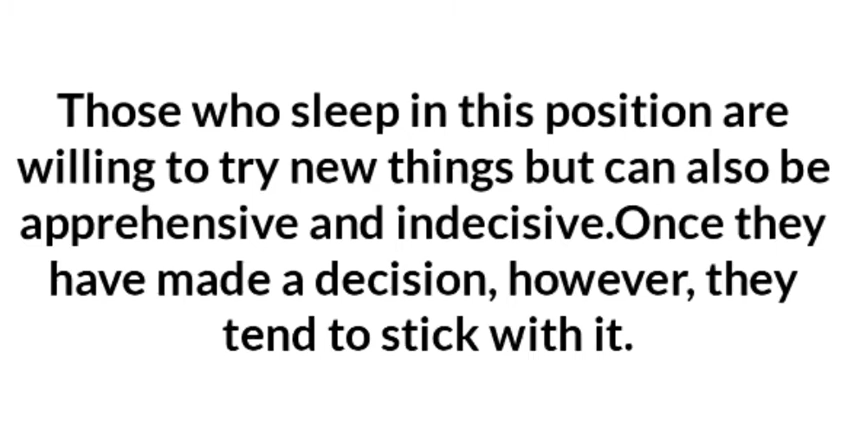 Those who sleep in this position are
willing to try new things but can also be
apprehensive and indecisive.Once they
have made a decision, however, they
tend to stick with it.